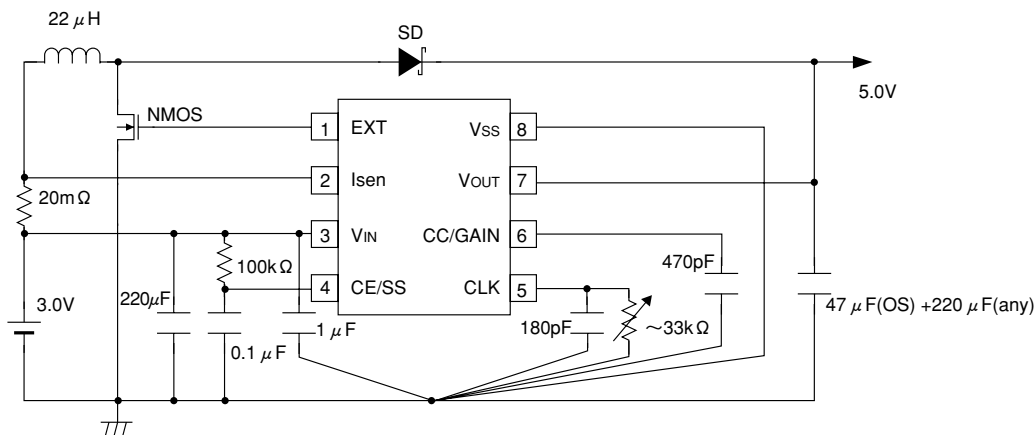 22 μH
SD
5.0V
NMOS
1 EXT
VSS 8
2 Isen
VOUT 7
20mΩ
3 VIN
CC/GAIN 6
100kΩ
470pF
4 CE/SS
CLK 5
220μF
3.0V
1 μF
180pF
~33kΩ
47 μF(OS) +220 μF(any)
0.1 μF